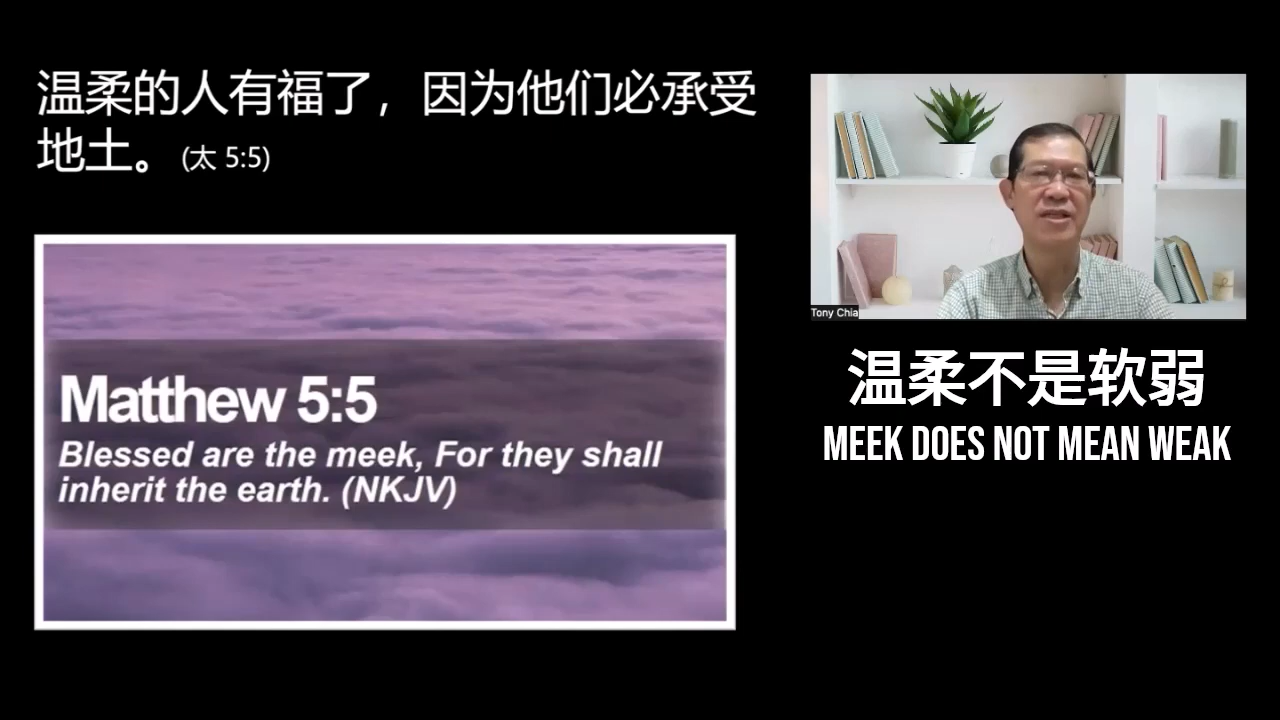 温柔的人有福了，因为他们必承受
地土。(太 5:5)
Matthew 5:5
Blessed are the meek, For they shall
inherit the earth. (NKJV)
Tony Chia
温柔不是软弱
MEEK DOES NOT MEAN WEAK